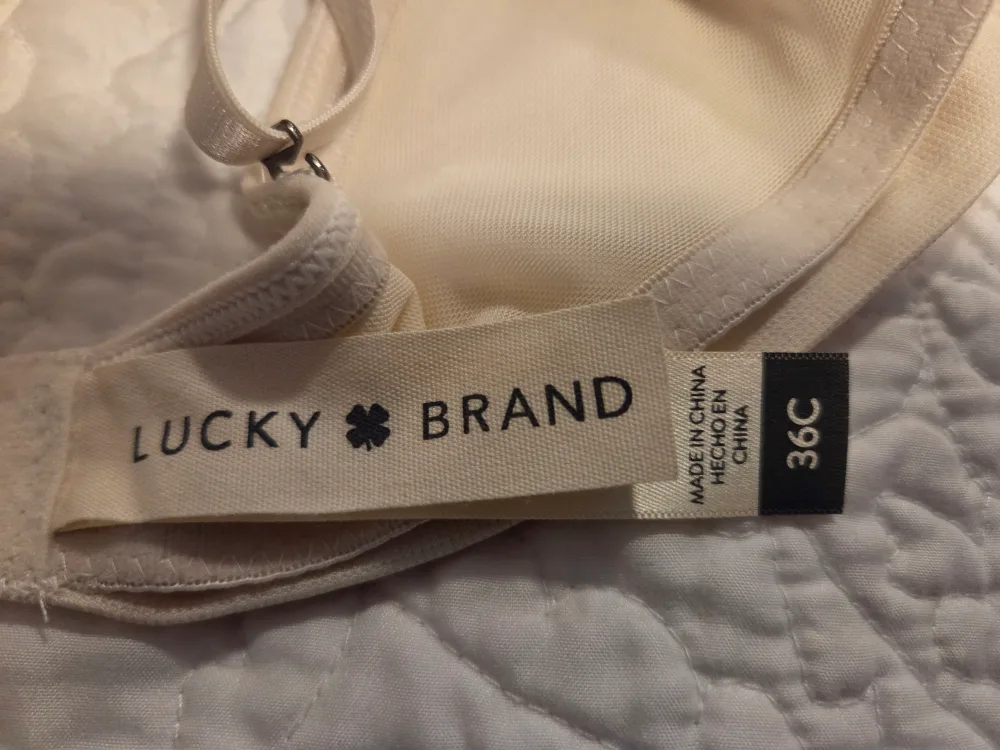 LUCKY BRAND
MADE IN CHINA
HECHO EN
CHINA
36C